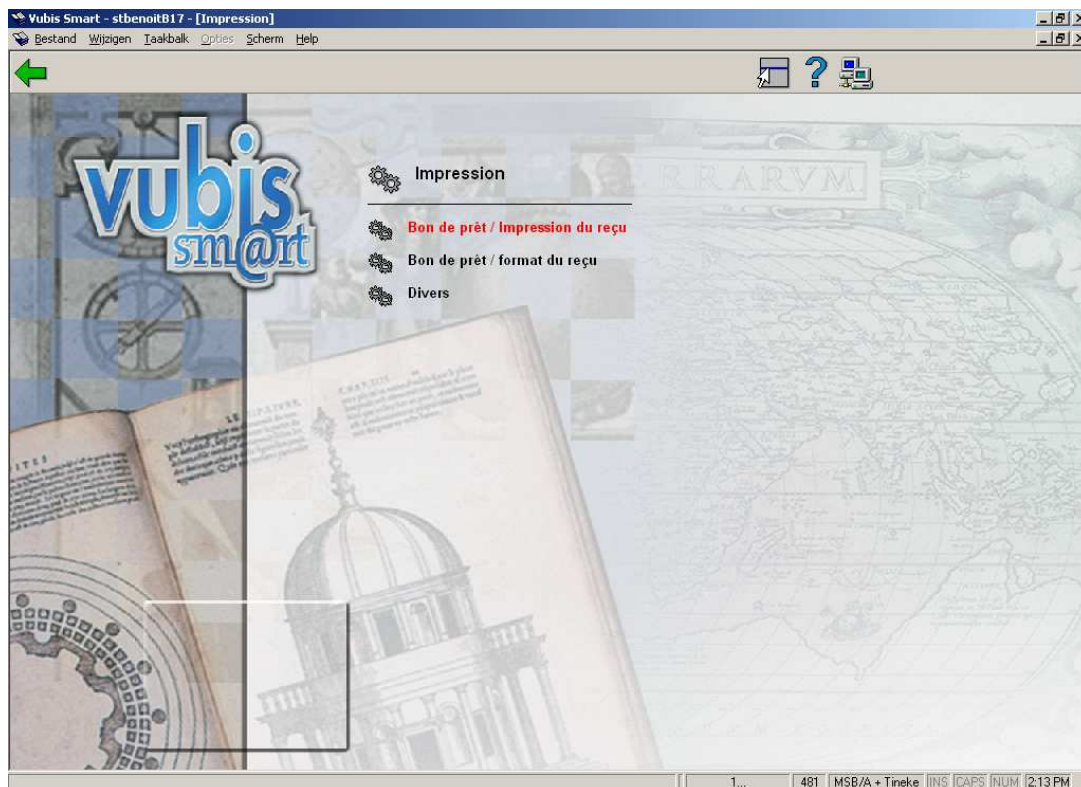 Vubis Smart - stbenoitB17 - [Impression]
Bestand Wijzigen Taakbalk Opties Scherm Help
vubis
sm@rt
Impression
Bon de prêt / Impression du reçu
Bon de prêt / format du reçu
Divers
RRARVM
1... 481 MSB/A + Tineke INS CAPS NUM 2:13 PM